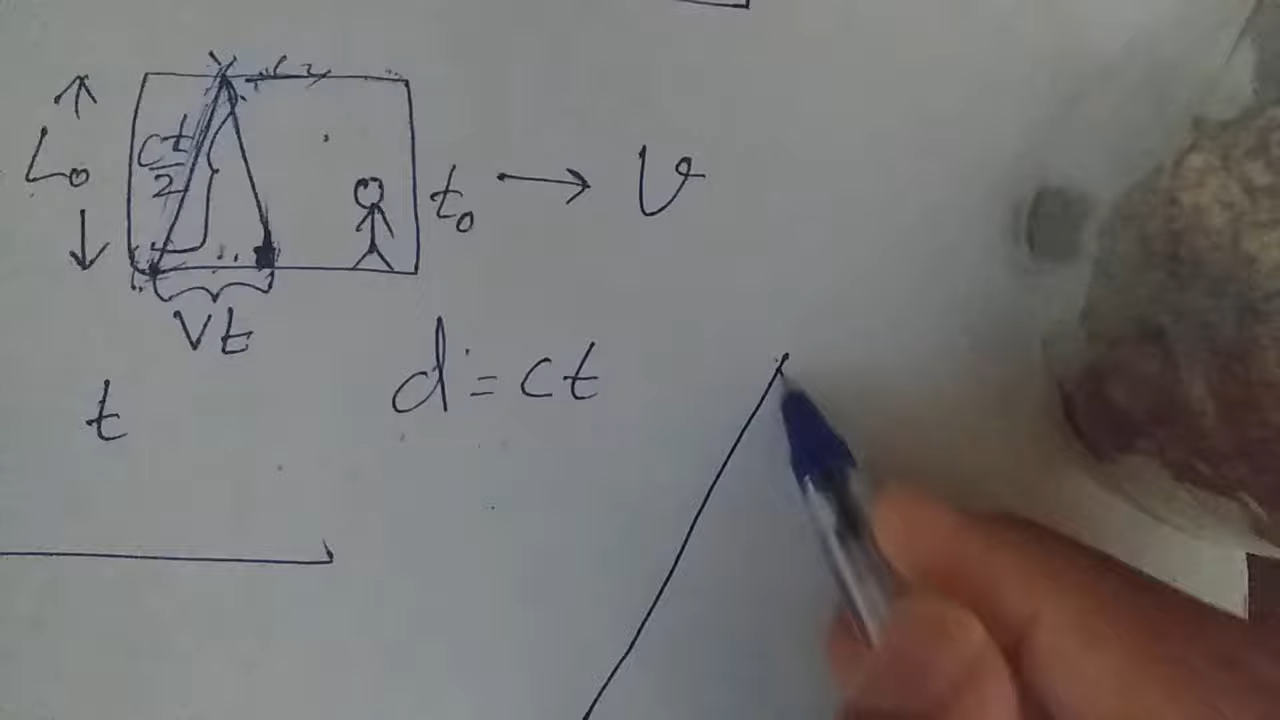 L₀
ct/2
t₀ → v
vt
d = ct
t